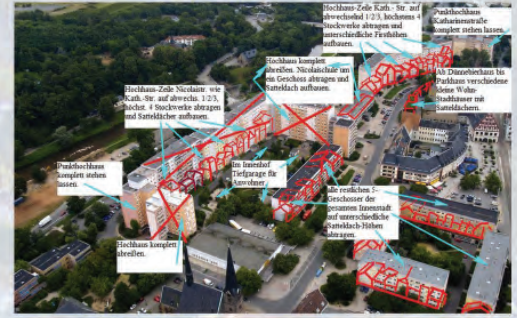 Hochhaus-Zeile Kath.- Str. auf
abwechselnd 1/2/3, höchstens 4
Stockwerke abtragen und
unterschiedliche Firsthöhen
aufbauen.
Punkthochhaus
Katharinenstraße
komplett stehen lassen.
Hochhaus komplett
abreißen. Nicolaischule um
ein Geschoss abtragen und
Satteldach aufbauen.
Ab Dünnebierhaus bis
Parkhaus verschiedene
kleine Wohn-
Stadthäuser mit
Satteldächern.
Hochhaus-Zeile Nicolaistr. wie
Kath.-Str. auf abwechs. 1/2/3,
höchst. 4 Stockwerke abtragen
und Satteldächer aufbauen.
Punkthochhaus
komplett stehen
lassen.
Im Innenhof
Tiefgarage für
Anwohner
alle restlichen 5-
Geschosser der
gesamten Innenstadt
auf unterschiedliche
Satteldach-Höhen
abtragen.
Hochhaus komplett
abreißen.